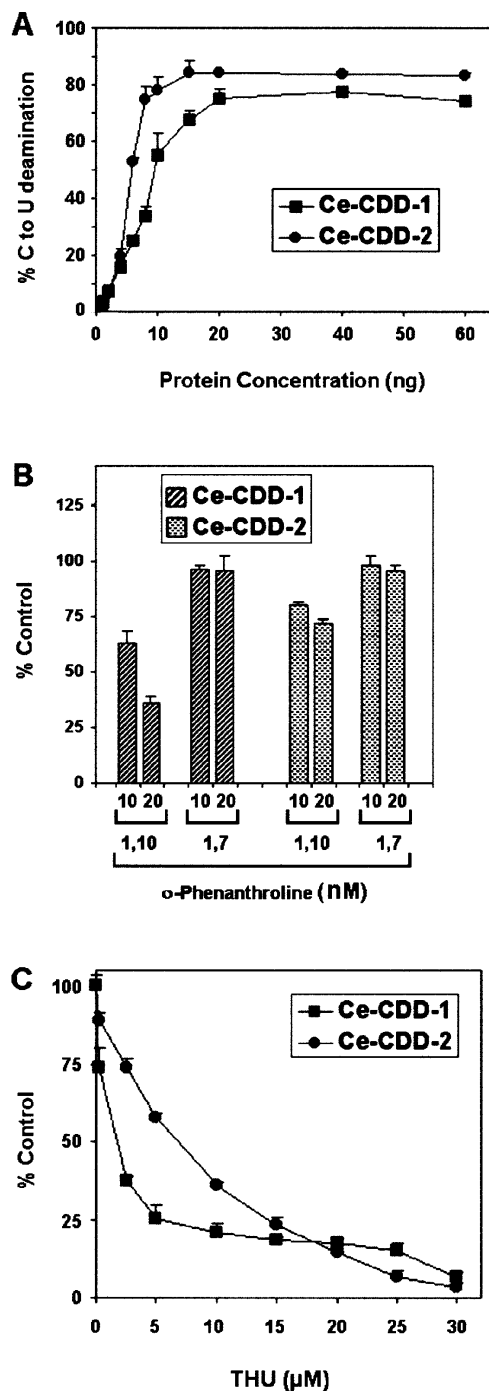 A
100
80
60
40
20
0
% C to U deamination
Ce-CDD-1
Ce-CDD-2
0 10 20 30 40 50 60
Protein Concentration (ng)
B
125
100
75
50
25
0
% Control
Ce-CDD-1
Ce-CDD-2
10 20 10 20 10 20 10 20
1,10 1,7 1,10 1,7
o-Phenanthroline (nM)
C
100
75
50
25
0
% Control
Ce-CDD-1
Ce-CDD-2
0 5 10 15 20 25 30
THU (µM)